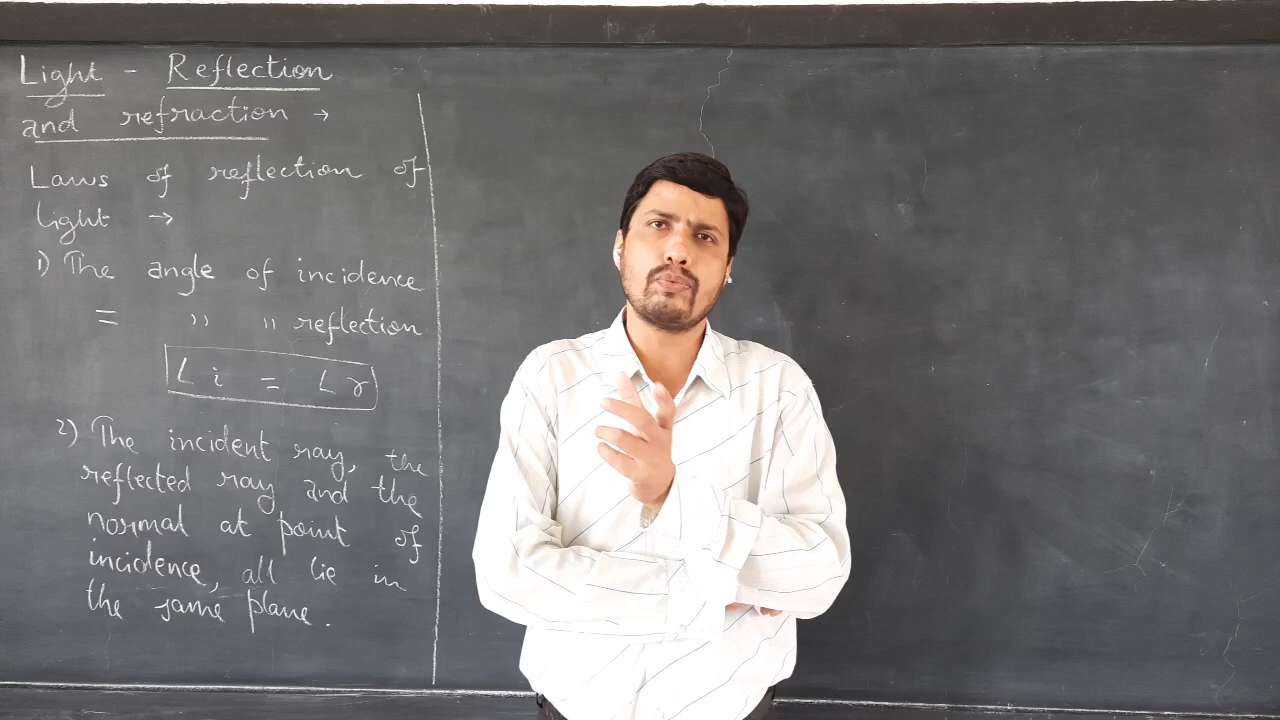 Light - Reflection
and refraction →
Laws of reflection of
light →
1) The angle of incidence
= " " reflection
∠i = ∠r
2) The incident ray, the
reflected ray and the
normal at point of
incidence, all lie in
the same plane.